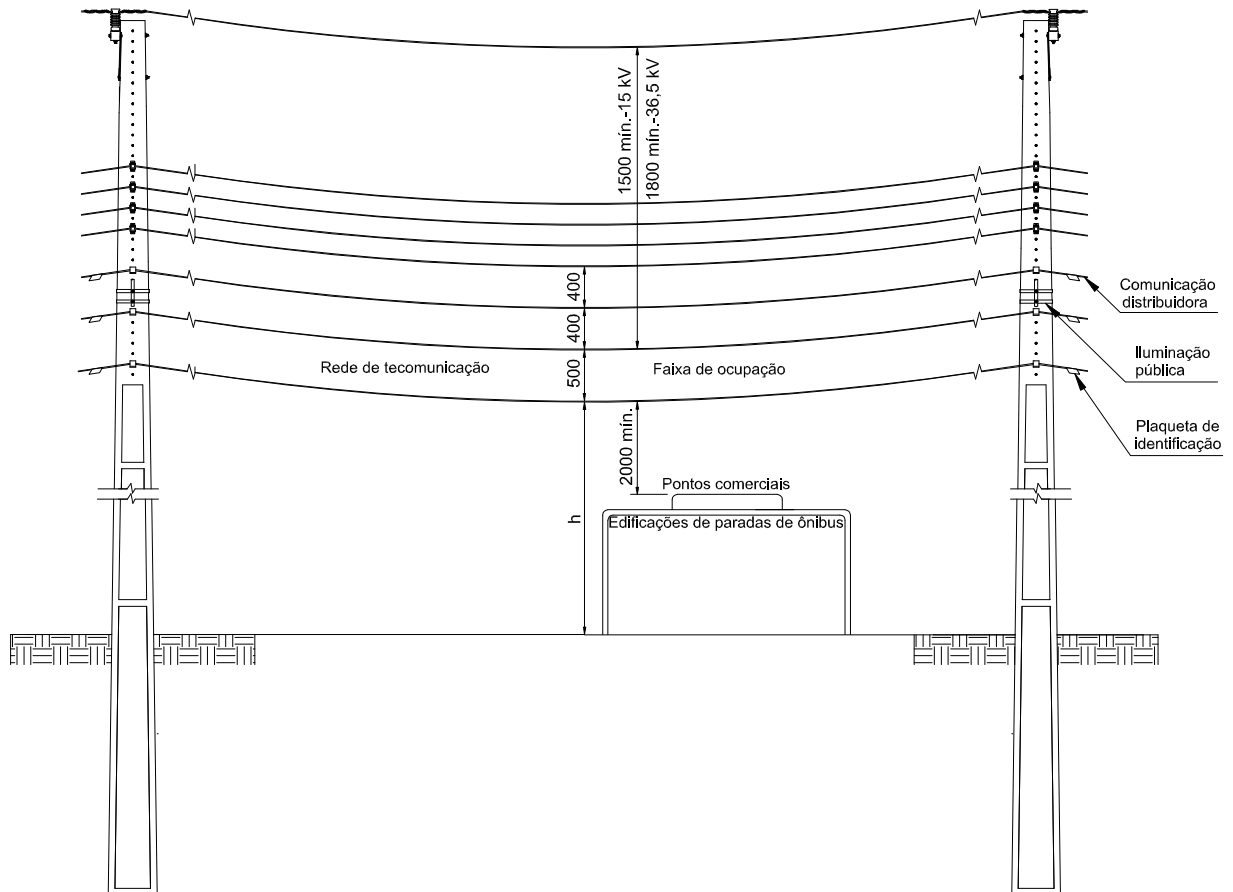 1500 mín.-15 kV
1800 mín.-36,5 kV
400
400
500
Comunicação
distribuidora
Iluminação
pública
Rede de tecomunicação
Faixa de ocupação
Plaqueta de
identificação
2000 mín.
h
Pontos comerciais
Edificações de paradas de ônibus